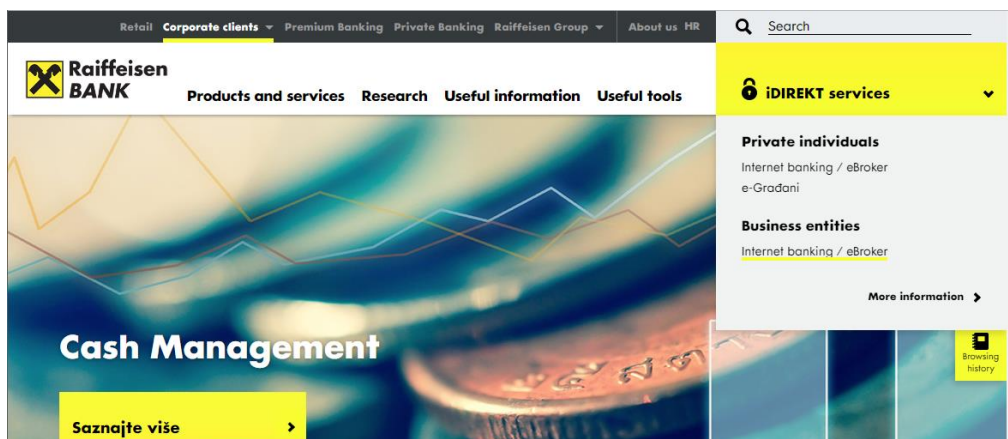 Retail Corporate clients Premium Banking Private Banking Raiffeisen Group About us HR
Search
Raiffeisen
BANK
Products and services Research Useful information Useful tools
iDIREKT services
Private individuals
Internet banking / eBroker
e-Građani
Business entities
Internet banking / eBroker
More information
Browsing
history
Cash Management
Saznajte više